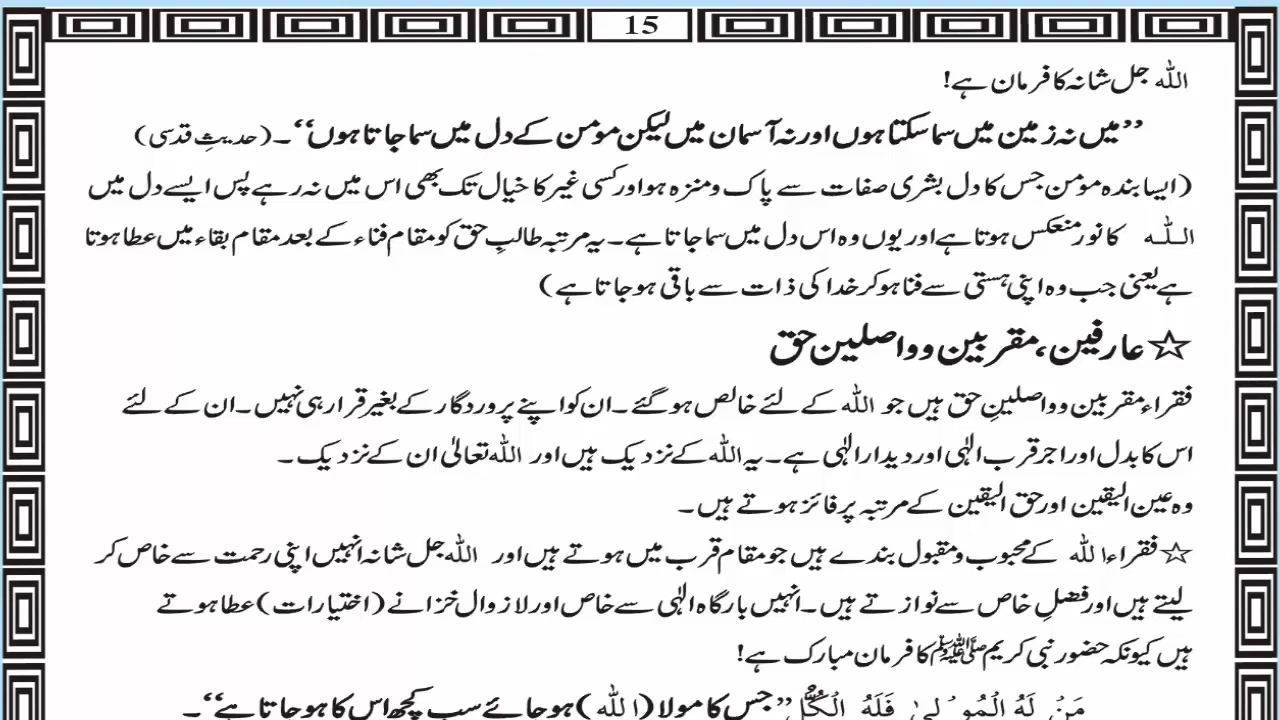 15
اللہ جل شانہ کا فرمان ہے!
”میں نہ زمین میں سما سکتا ہوں اور نہ آسمان میں لیکن مومن کے دل میں سما جاتا ہوں“۔ (حدیثِ قدسی)
(ایسا بندہ مومن جس کا دل بشری صفات سے پاک و منزہ ہو اور کسی غیر کا خیال تک بھی اس میں نہ رہے پس ایسے دل میں
اللہ کا نور منعکس ہوتا ہے اور یوں وہ اس دل میں سما جاتا ہے۔ یہ مرتبہ طالبِ حق کو مقام فناء کے بعد مقام بقاء میں عطا ہوتا
ہے یعنی جب وہ اپنی ہستی سے فنا ہو کر خدا کی ذات سے باقی ہو جاتا ہے)
☆ عارفین، مقربین و واصلین حق
فقراء مقربین و واصلینِ حق ہیں جو اللہ کے لئے خالص ہو گئے۔ ان کو اپنے پروردگار کے بغیر قرار ہی نہیں۔ ان کے لئے
اس کا بدل اور اجر قرب الٰہی اور دیدار الٰہی ہے۔ یہ اللہ کے نزدیک ہیں اور اللہ تعالیٰ ان کے نزدیک ۔
وہ عین الیقین اور حق الیقین کے مرتبہ پر فائز ہوتے ہیں۔
☆ فقراء اللہ کے محبوب و مقبول بندے ہیں جو مقام قرب میں ہوتے ہیں اور اللہ جل شانہ انہیں اپنی رحمت سے خاص کر
لیتے ہیں اور فضلِ خاص سے نوازتے ہیں۔ انہیں بارگاہ الٰہی سے خاص اور لازوال خزانے (اختیارات) عطا ہوتے
ہیں کیونکہ حضور نبی کریم ﷺ کا فرمان مبارک ہے!
مَنْ لَهُ الْمُوْلٰی فَلَهُ الْكُلُّ ”جس کا مولا (اللہ) ہو جائے سب کچھ اس کا ہو جاتا ہے“۔